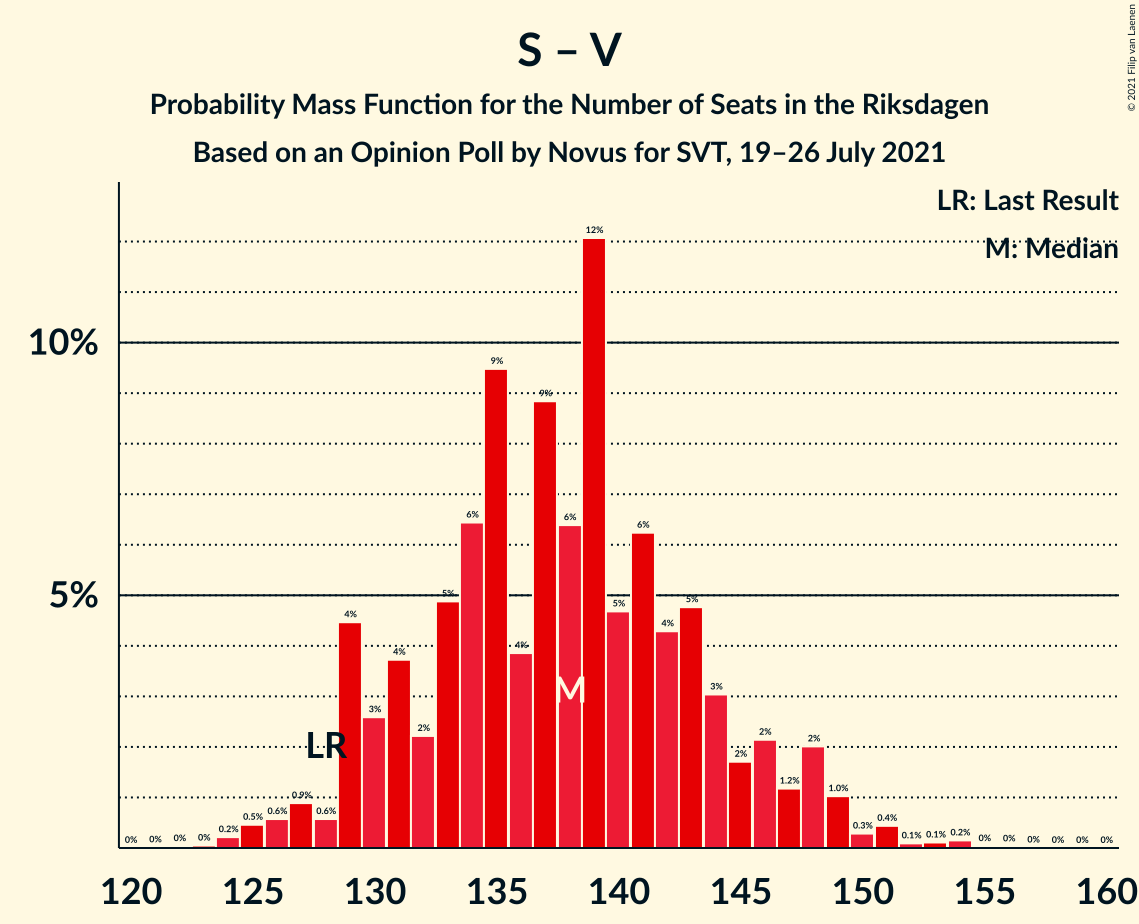 © 2021 Filip van Laenen
S – V
Probability Mass Function for the Number of Seats in the Riksdagen
Based on an Opinion Poll by Novus for SVT, 19–26 July 2021
LR: Last Result
M: Median
10%
5%
0% 0% 0% 0% 0.2% 0.5% 0.6% 0.9% 0.6% 4% 3% 4% 2% 5% 6% 9% 4% 9% 6% 12% 5% 6% 4% 5% 3% 2% 2% 1.2% 2% 1.0% 0.3% 0.4% 0.1% 0.1% 0.2% 0% 0% 0% 0% 0% 0%
M
LR
120 125 130 135 140 145 150 155 160